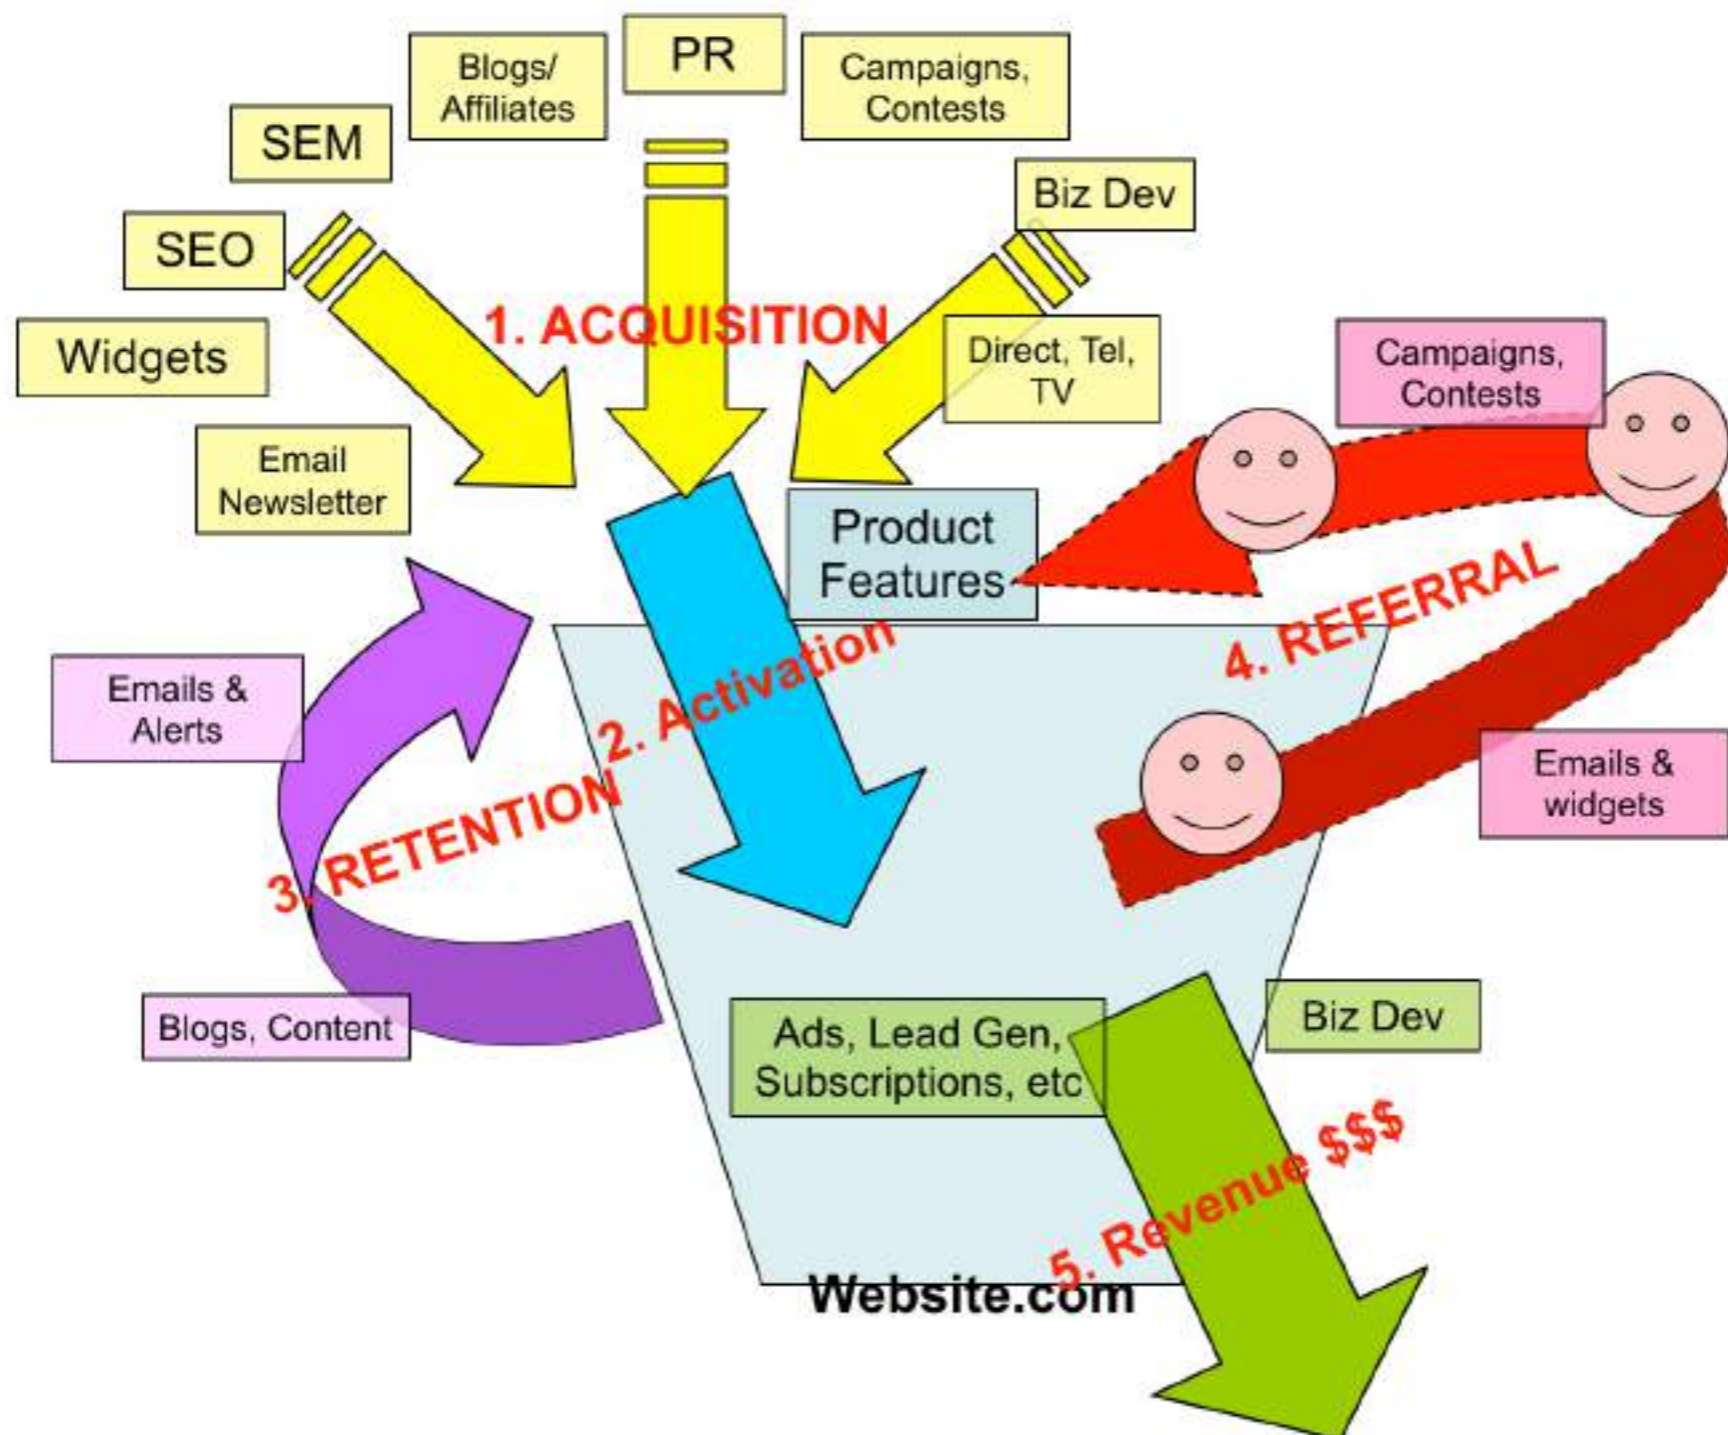 PR
Blogs/
Affiliates
Campaigns,
Contests
SEM
Biz Dev
SEO
Widgets
1. ACQUISITION
Direct, Tel,
TV
Campaigns,
Contests
Email
Newsletter
Product
Features
4. REFERRAL
Emails &
Alerts
2. Activation
3. RETENTION
Emails &
widgets
Blogs, Content
Ads, Lead Gen,
Subscriptions, etc
Biz Dev
5. Revenue $$$
Website.com